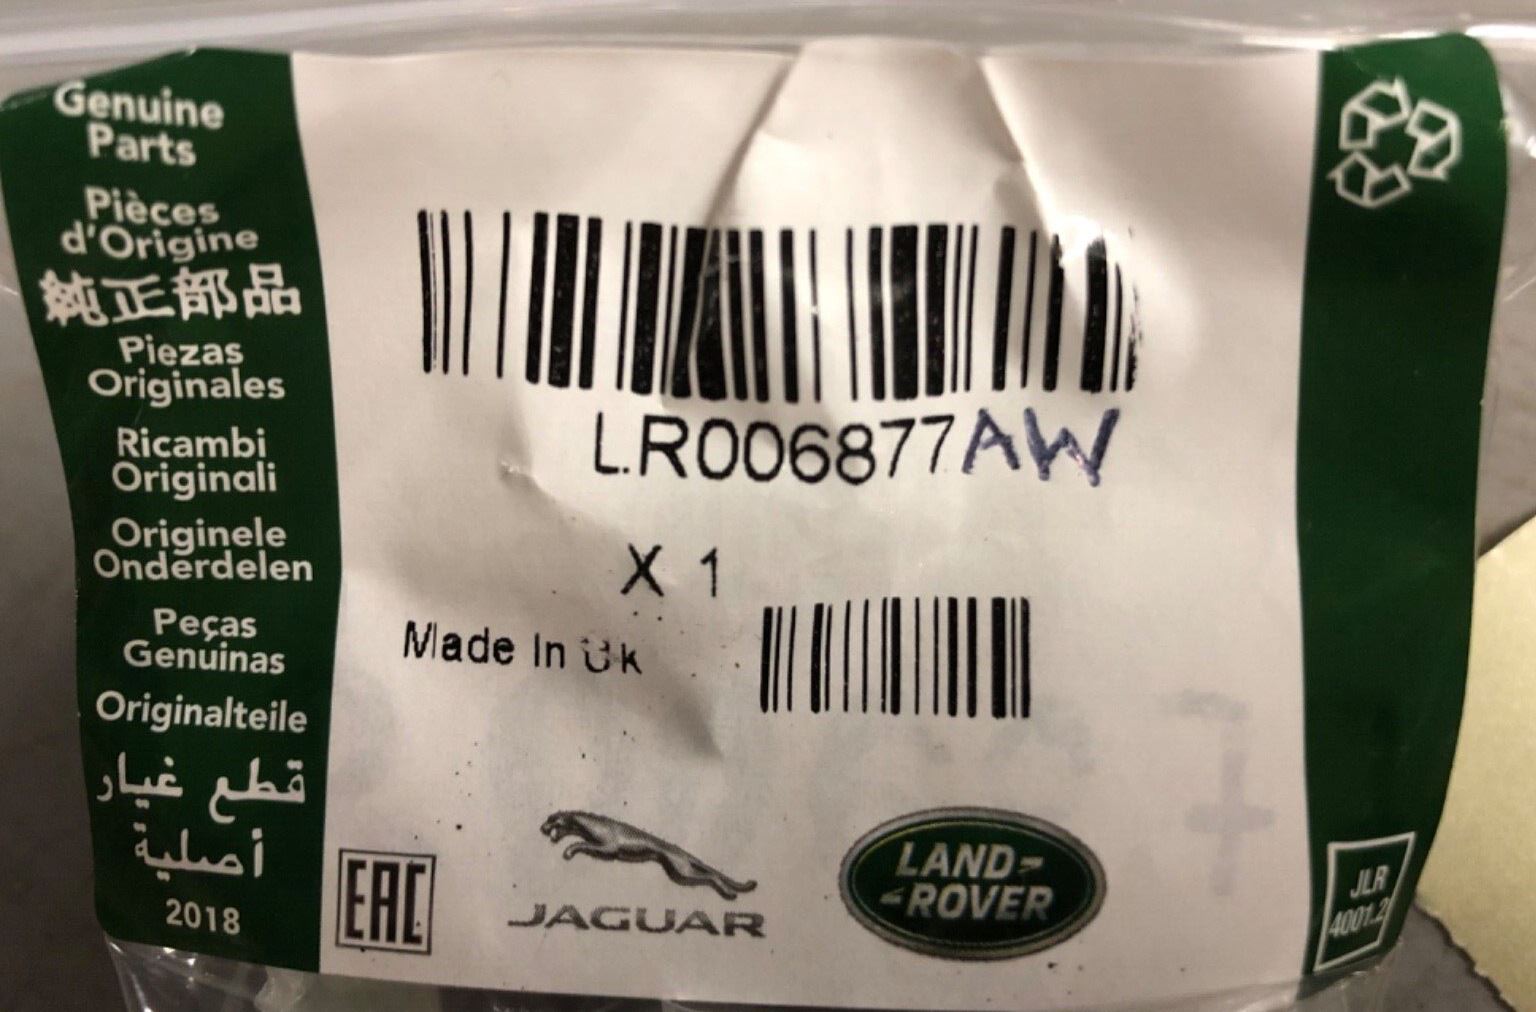 Genuine
Parts
Pièces
d'Origine
純正部品
Piezas
Originales
Ricambi
Originali
Originele
Onderdelen
Peças
Genuinas
Originalteile
قطع غيار
أصلية
2018
LR006877AW
X 1
Made In Uk
EAC
JAGUAR
LAND-
-ROVER
JLR
4001.2